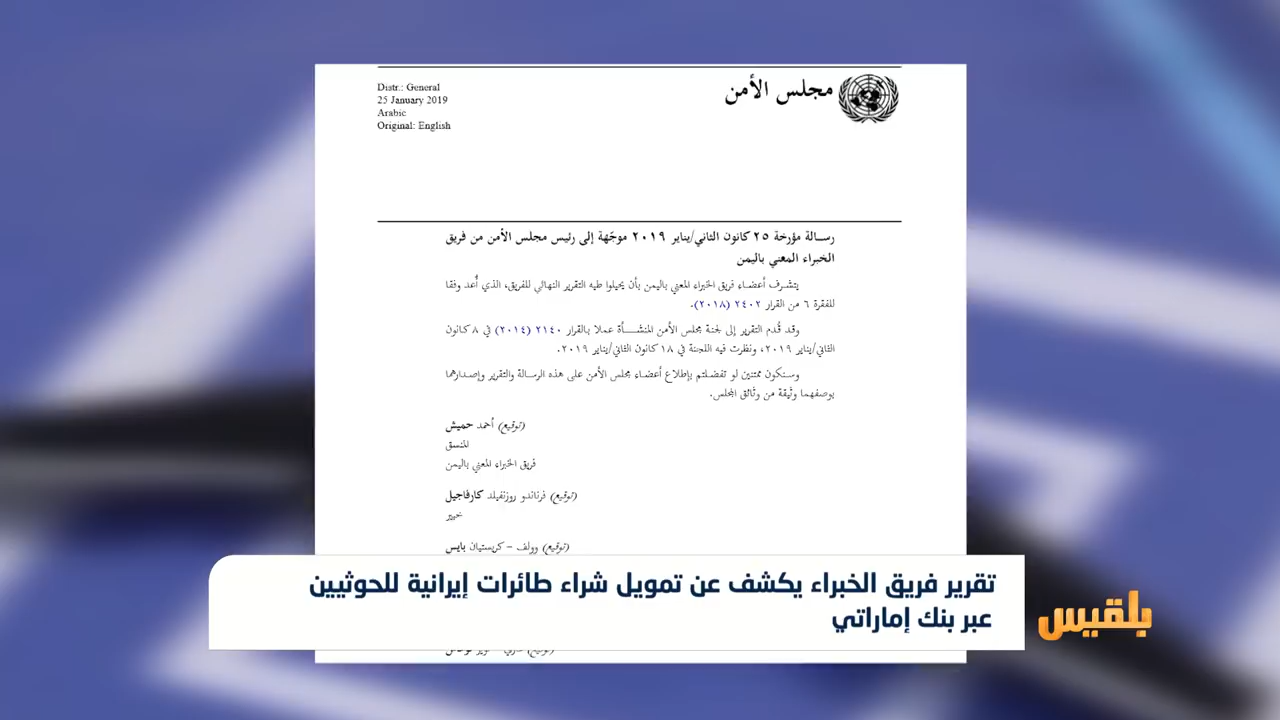 Distr.: General
25 January 2019
Arabic
Original: English
مجلس الأمن
رسالة مؤرخة ٢٥ كانون الثاني/يناير ٢٠١٩ موجّهة إلى رئيس مجلس الأمن من فريق
الخبراء المعني باليمن
يتشرف أعضاء فريق الخبراء المعني باليمن بأن يحيلوا طيه التقرير النهائي للفريق، الذي أُعد وفقا
للفقرة ٦ من القرار ٢٤٠٢ (٢٠١٨).
وقد قُدم التقرير إلى لجنة مجلس الأمن المنشأة عملا بالقرار ٢١٤٠ (٢٠١٤) في ٨ كانون
الثاني/يناير ٢٠١٩، ونظرت فيه اللجنة في ١٨ كانون الثاني/يناير ٢٠١٩.
وسنكون ممتنين لو تفضلتم بإطلاع أعضاء مجلس الأمن على هذه الرسالة والتقرير وإصدارهما
بوصفهما وثيقة من وثائق المجلس.
(توقيع) أحمد حميش
المنسق
فريق الخبراء المعني باليمن
(توقيع) فرناندو روزنفيلد كارفاجيل
خبير
(توقيع) وولف – كريستيان بايس
تقرير فريق الخبراء يكشف عن تمويل شراء طائرات إيرانية للحوثيين
عبر بنك إماراتي
بلقيس